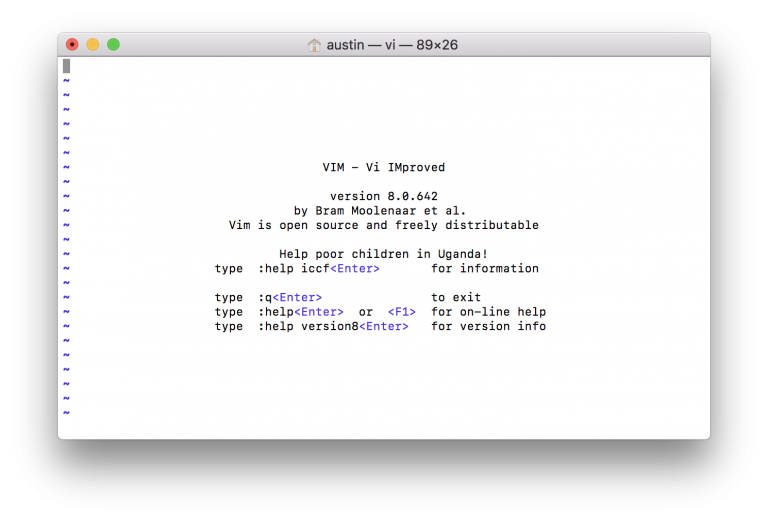 austin — vi — 89×26
~
~
~
~
~
~
VIM - Vi IMproved
~
~
version 8.0.642
~
by Bram Moolenaar et al.
~
Vim is open source and freely distributable
~
~
Help poor children in Uganda!
~
type  :help iccf<Enter>       for information
~
~
type  :q<Enter>               to exit
~
type  :help<Enter>  or  <F1>  for on-line help
~
type  :help version8<Enter>   for version info
~
~
~
~
~
~
~